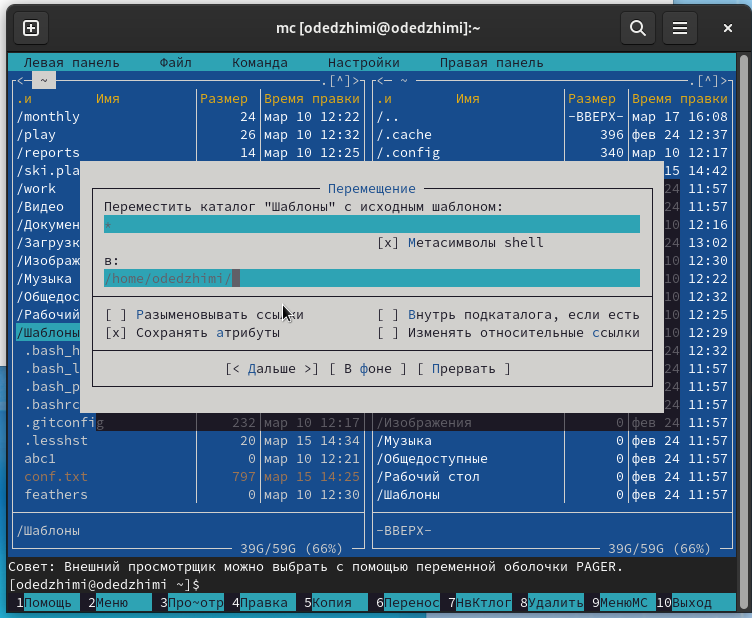 mc [odedzhimi@odedzhimi]:~
Левая панель Файл Команда Настройки Правая панель
<— ~ .[^]> <— ~ .[^]>
.и Имя Размер Время правки .и Имя Размер Время правки
/monthly 24 мар 10 12:22 /.. -ВВЕРХ- мар 17 16:08
/play 26 мар 10 12:32 /.cache 396 фев 24 12:37
/reports 14 мар 10 12:25 /.config 340 мар 10 12:17
/ski.pla 15 14:42
/work 24 11:57
/Видео 24 11:57
/Докумен 10 12:16
/Загрузк 24 13:02
/Изображ 10 12:30
/Музыка 10 12:22
/Общедос 10 12:32
/Рабочий 10 12:25
/Шаблоны 10 12:29
.bash_h 24 12:32
.bash_l 24 11:57
.bash_p 24 11:57
.bashrc 24 11:57
.gitconfig 232 мар 10 12:17 /Изображения 0 фев 24 11:57
.lesshst 20 мар 15 14:34 /Музыка 0 фев 24 11:57
abc1 0 мар 10 12:21 /Общедоступные 0 фев 24 11:57
conf.txt 797 мар 15 14:25 /Рабочий стол 0 фев 24 11:57
feathers 0 мар 10 12:30 /Шаблоны 0 фев 24 11:57
/Шаблоны -ВВЕРХ-
39G/59G (66%) 39G/59G (66%)
Перемещение
Переместить каталог "Шаблоны" с исходным шаблоном:
*
[x] Метасимволы shell
в:
/home/odedzhimi/
[ ] Разыменовывать ссылки [ ] Внутрь подкаталога, если есть
[x] Сохранять атрибуты [ ] Изменять относительные ссылки
[< Дальше >] [ В фоне ] [ Прервать ]
Совет: Внешний просмотрщик можно выбрать с помощью переменной оболочки PAGER.
[odedzhimi@odedzhimi ~]$
1Помощь 2Меню 3Про~отр 4Правка 5Копия 6Перенос 7НвКтлог 8Удалить 9МенюMC 10Выход